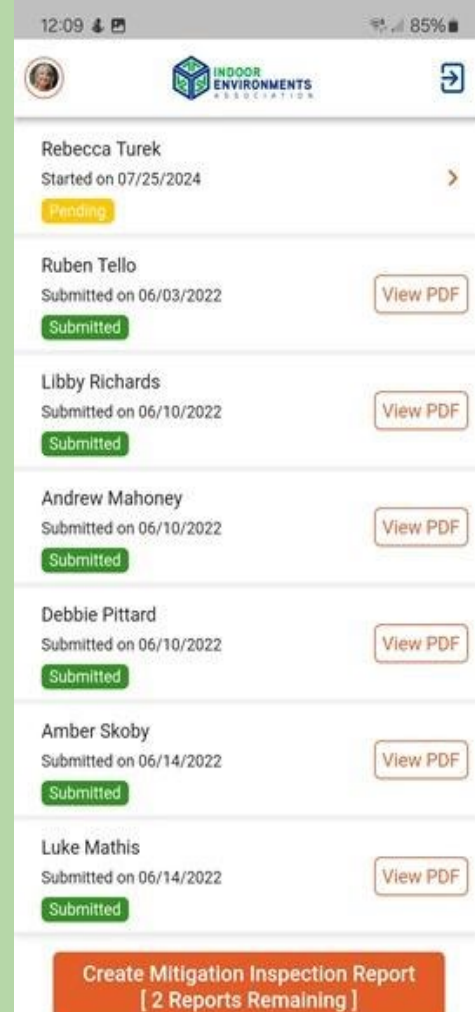 12:09
85%
INDOOR
ENVIRONMENTS
ASSOCIATION
Rebecca Turek
Started on 07/25/2024
Pending
Ruben Tello
Submitted on 06/03/2022
View PDF
Submitted
Libby Richards
Submitted on 06/10/2022
View PDF
Submitted
Andrew Mahoney
Submitted on 06/10/2022
View PDF
Submitted
Debbie Pittard
Submitted on 06/10/2022
View PDF
Submitted
Amber Skoby
Submitted on 06/14/2022
View PDF
Submitted
Luke Mathis
Submitted on 06/14/2022
View PDF
Submitted
Create Mitigation Inspection Report
[ 2 Reports Remaining ]